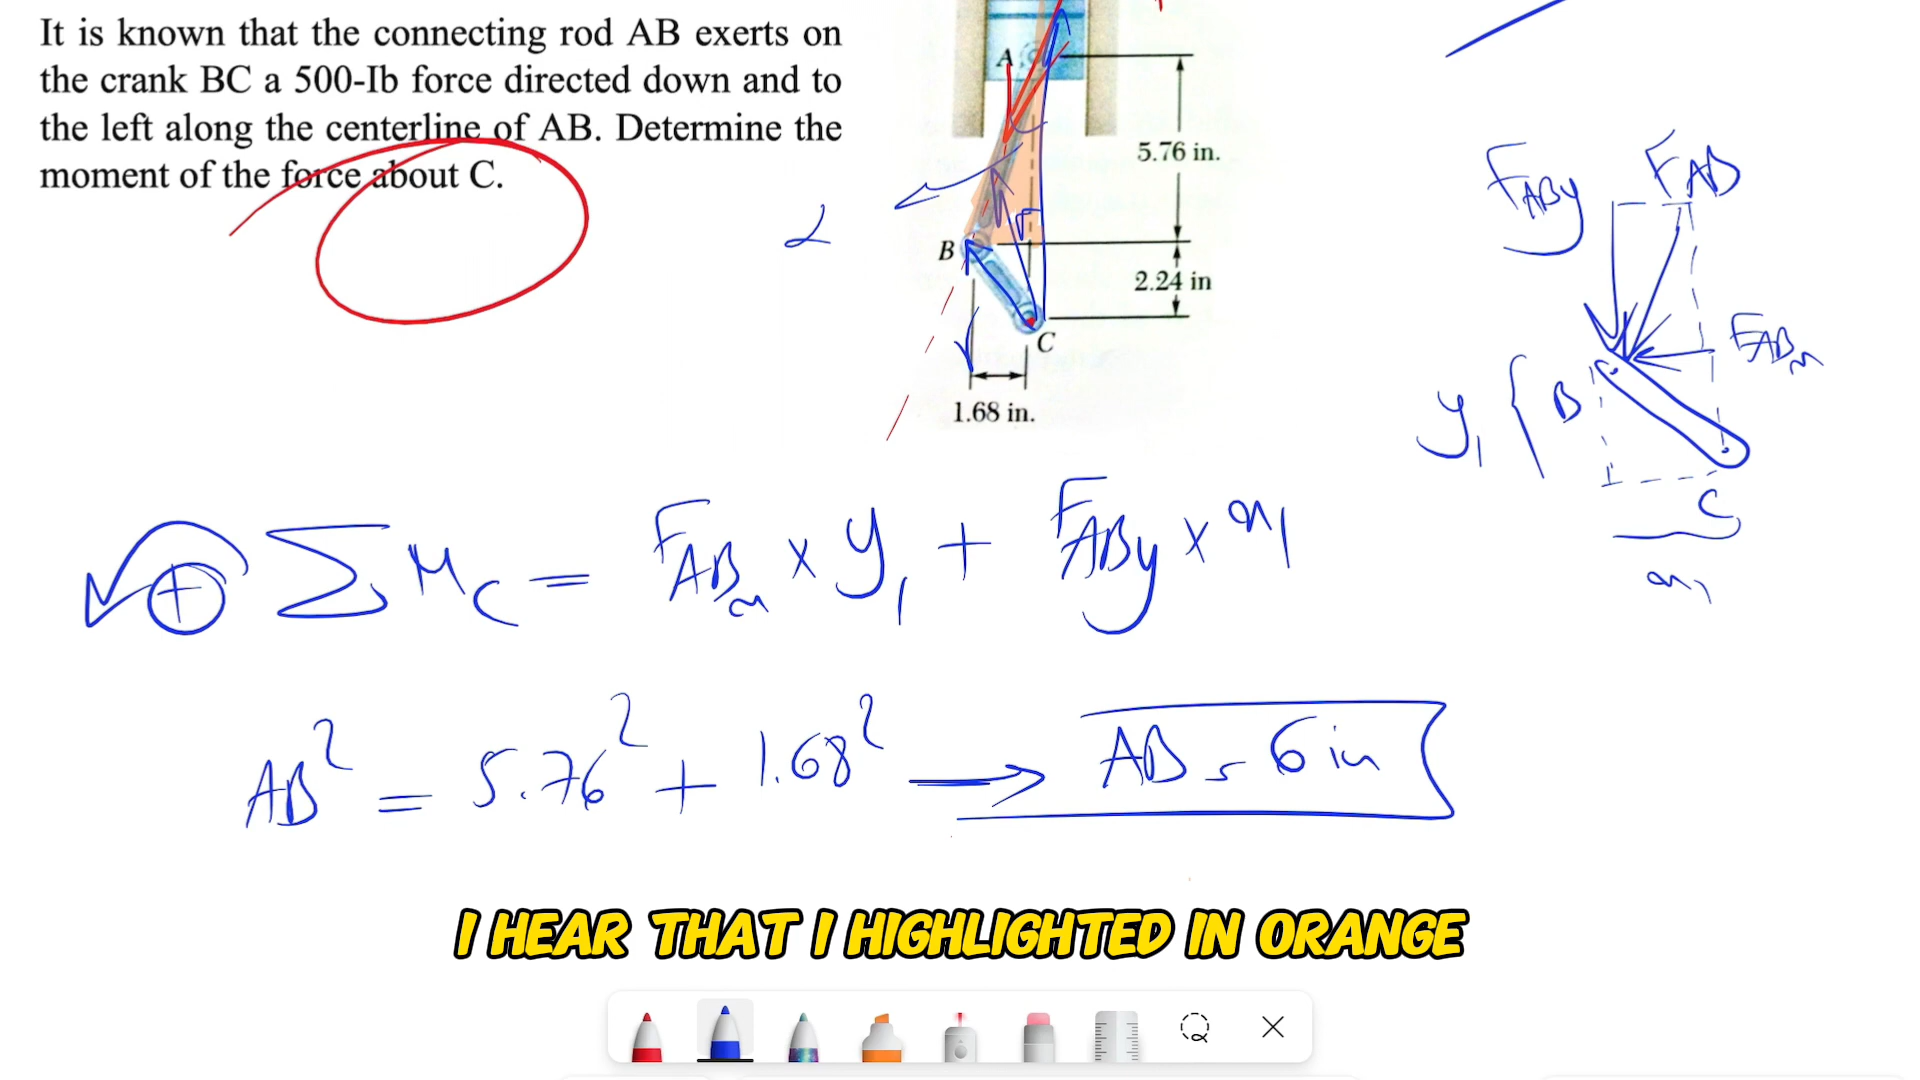 It is known that the connecting rod AB exerts on
the crank BC a 500-Ib force directed down and to
the left along the centerline of AB. Determine the
moment of the force about C.
A
5.76 in.
B
2.24 in
C
1.68 in.
F_ABy F_AB
F_ABx
y₁ { B
C
x₁
+ ΣM_C = F_ABx × y₁ + F_ABy × x₁
AB² = 5.76² + 1.68² → AB = 6 in
I HEAR THAT I HIGHLIGHTED IN ORANGE